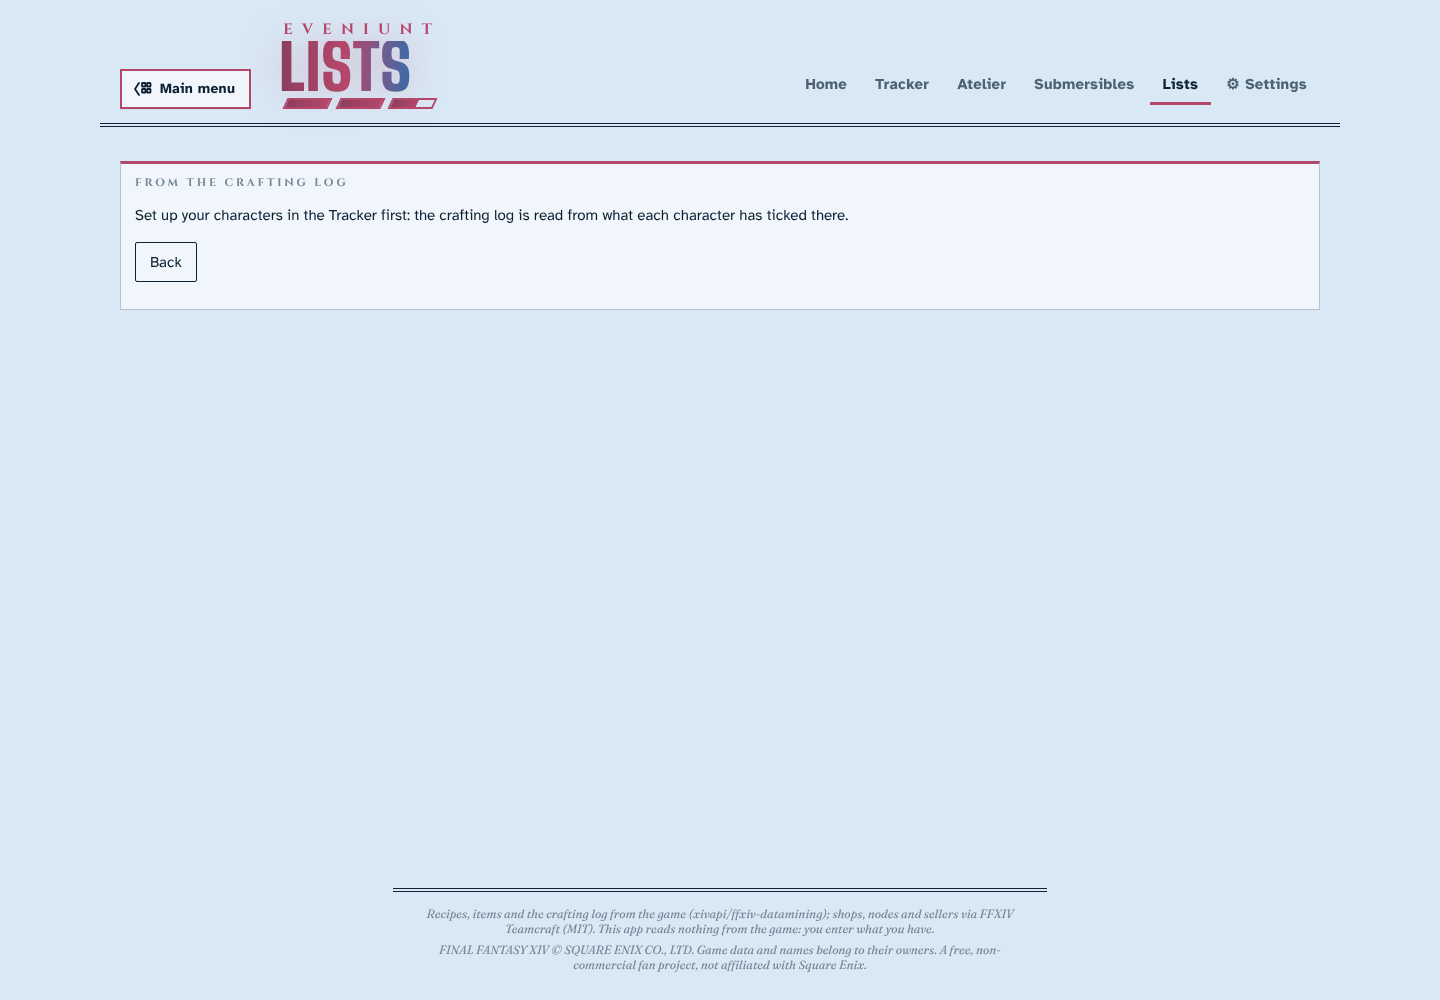 EVENIUNT
LISTS
Main menu
Home
Tracker
Atelier
Submersibles
Lists
⚙ Settings
FROM THE CRAFTING LOG
Set up your characters in the Tracker first: the crafting log is read from what each character has ticked there.
Back
Recipes, items and the crafting log from the game (xivapi/ffxiv-datamining); shops, nodes and sellers via FFXIV
Teamcraft (MIT). This app reads nothing from the game: you enter what you have.
FINAL FANTASY XIV © SQUARE ENIX CO., LTD. Game data and names belong to their owners. A free, non-
commercial fan project, not affiliated with Square Enix.